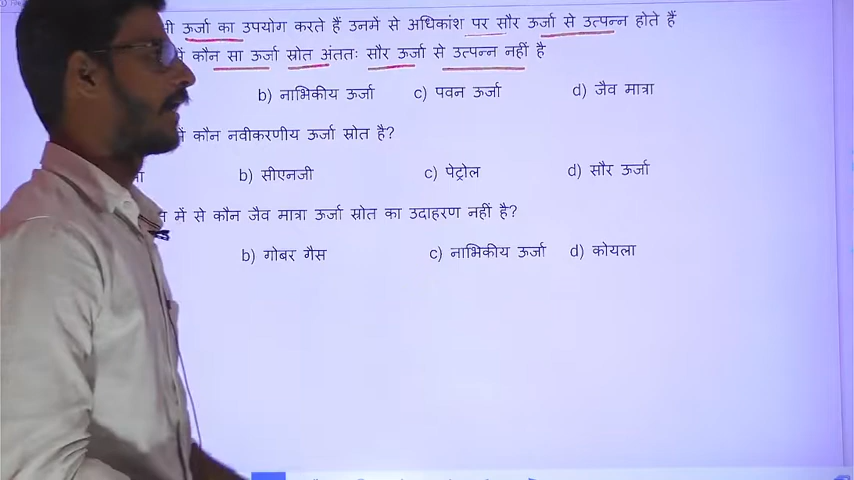 ऊर्जा का उपयोग करते हैं उनमें से अधिकांश पर सौर ऊर्जा से उत्पन्न होते हैं
कौन सा ऊर्जा स्रोत अंततः सौर ऊर्जा से उत्पन्न नहीं है
b) नाभिकीय ऊर्जा c) पवन ऊर्जा d) जैव मात्रा
कौन नवीकरणीय ऊर्जा स्रोत है?
b) सीएनजी c) पेट्रोल d) सौर ऊर्जा
में से कौन जैव मात्रा ऊर्जा स्रोत का उदाहरण नहीं है?
b) गोबर गैस c) नाभिकीय ऊर्जा d) कोयला